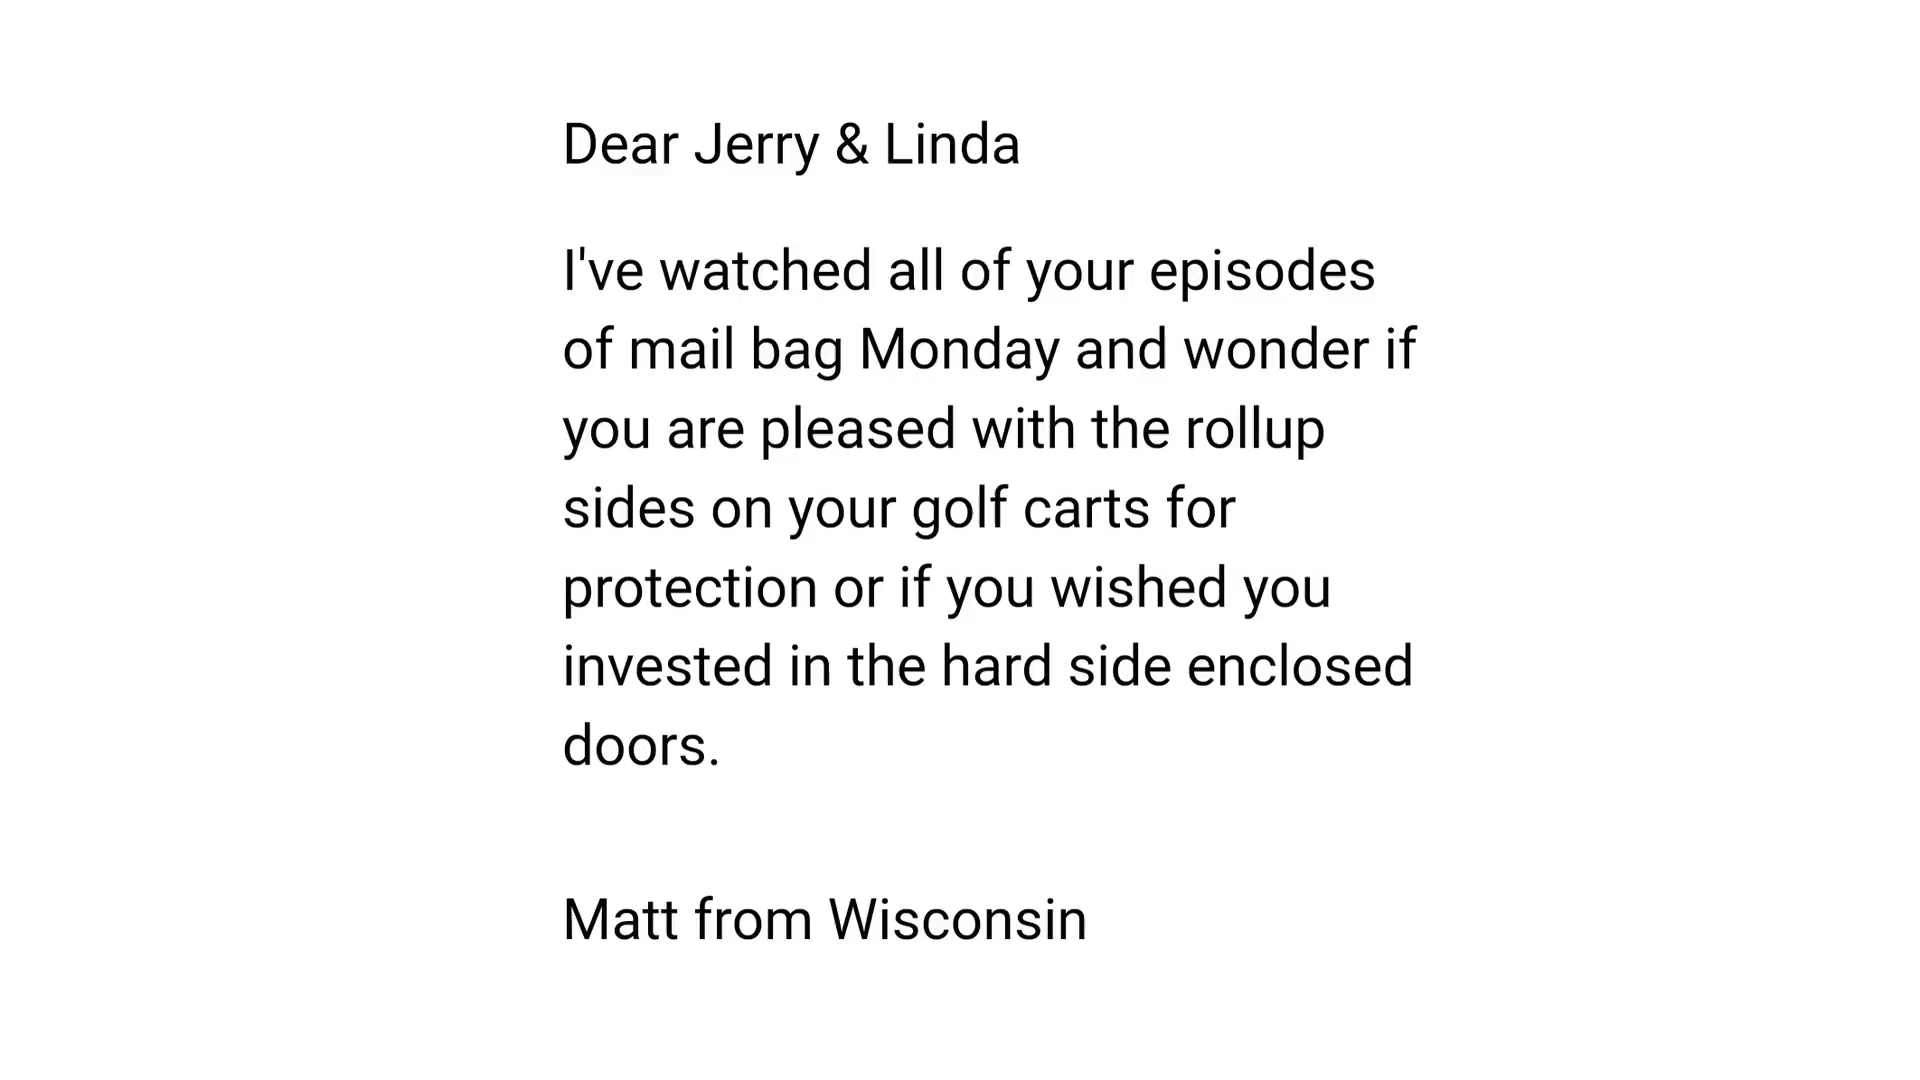 Dear Jerry & Linda
I've watched all of your episodes
of mail bag Monday and wonder if
you are pleased with the rollup
sides on your golf carts for
protection or if you wished you
invested in the hard side enclosed
doors.
Matt from Wisconsin